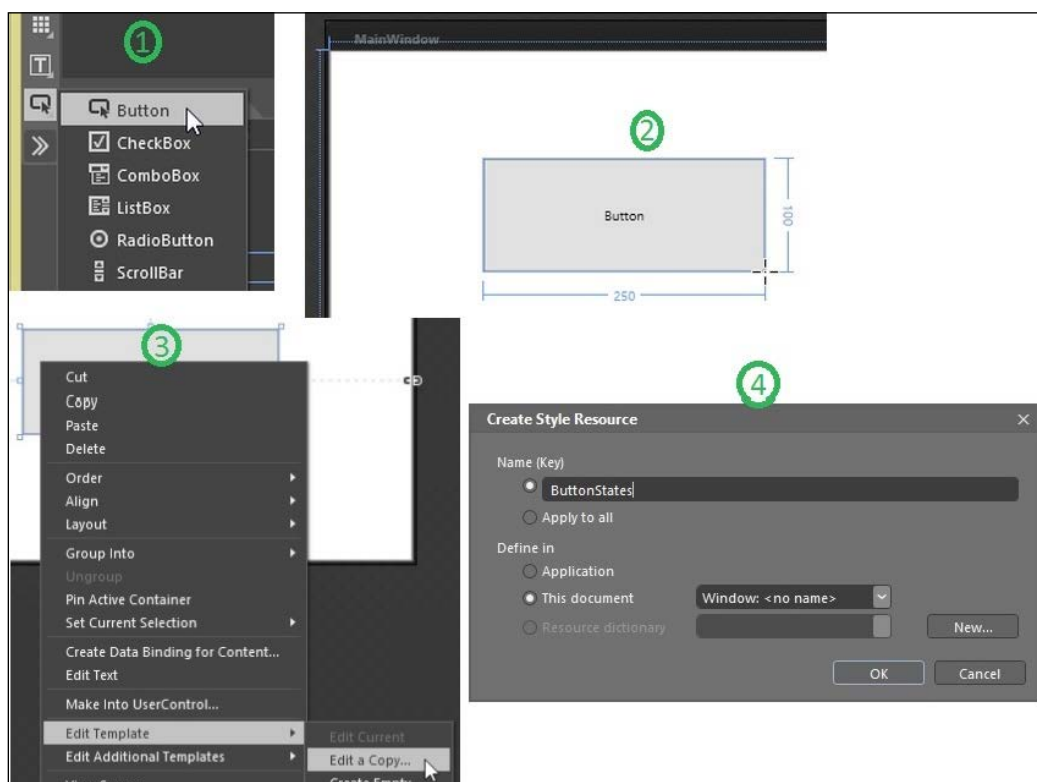 1
Button
CheckBox
ComboBox
ListBox
RadioButton
ScrollBar
MainWindow
2
Button
100
250
3
Cut
Copy
Paste
Delete
Order
Align
Layout
Group Into
Ungroup
Pin Active Container
Set Current Selection
Create Data Binding for Content...
Edit Text
Make Into UserControl...
Edit Template
Edit Additional Templates
Edit Current
Edit a Copy...
Create Empty
4
Create Style Resource
Name (Key)
ButtonStates
Apply to all
Define in
Application
This document
Window: <no name>
Resource dictionary
New...
OK
Cancel